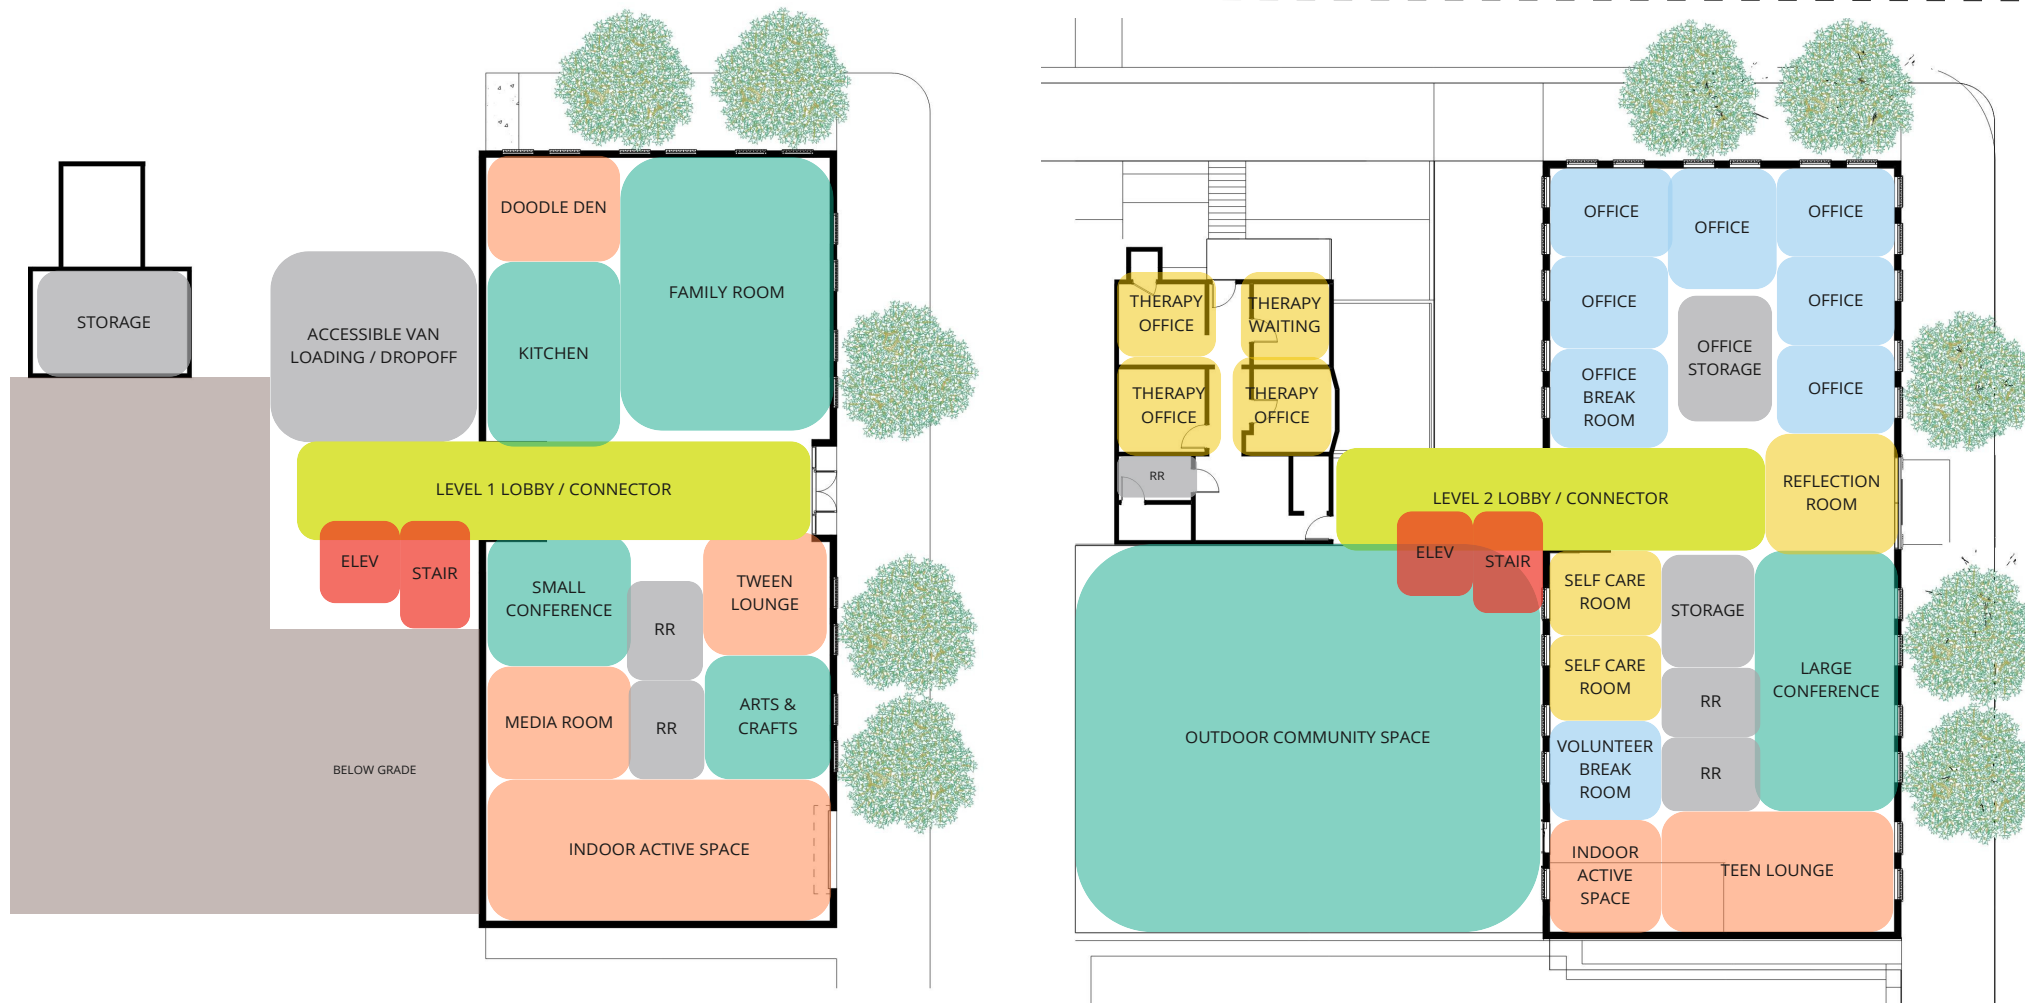 DOODLE DEN
FAMILY ROOM
STORAGE
ACCESSIBLE VAN
LOADING / DROPOFF
KITCHEN
LEVEL 1 LOBBY / CONNECTOR
ELEV
STAIR
SMALL
CONFERENCE
TWEEN
LOUNGE
RR
MEDIA ROOM
RR
ARTS &
CRAFTS
BELOW GRADE
INDOOR ACTIVE SPACE
OFFICE
OFFICE
OFFICE
THERAPY
OFFICE
THERAPY
WAITING
OFFICE
OFFICE
OFFICE
STORAGE
THERAPY
OFFICE
THERAPY
OFFICE
OFFICE
BREAK
ROOM
OFFICE
RR
LEVEL 2 LOBBY / CONNECTOR
REFLECTION
ROOM
ELEV
STAIR
SELF CARE
ROOM
STORAGE
SELF CARE
ROOM
LARGE
CONFERENCE
RR
OUTDOOR COMMUNITY SPACE
VOLUNTEER
BREAK
ROOM
RR
INDOOR
ACTIVE
SPACE
TEEN LOUNGE